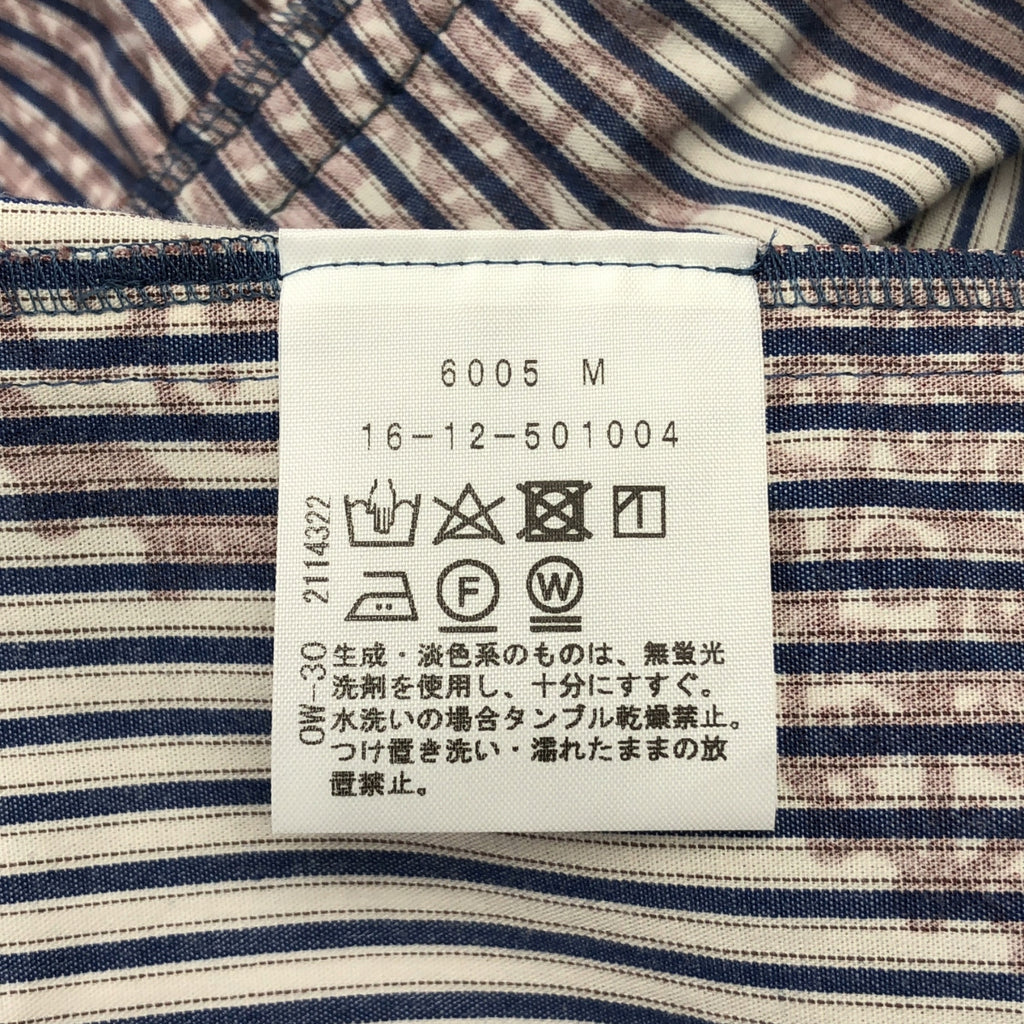 6005 M
16-12-501004
F
W
生成・淡色系のものは、無蛍光
洗剤を使用し、十分にすすぐ。
水洗いの場合タンブル乾燥禁止。
つけ置き洗い・濡れたままの放
置禁止。
OW-30 2114322